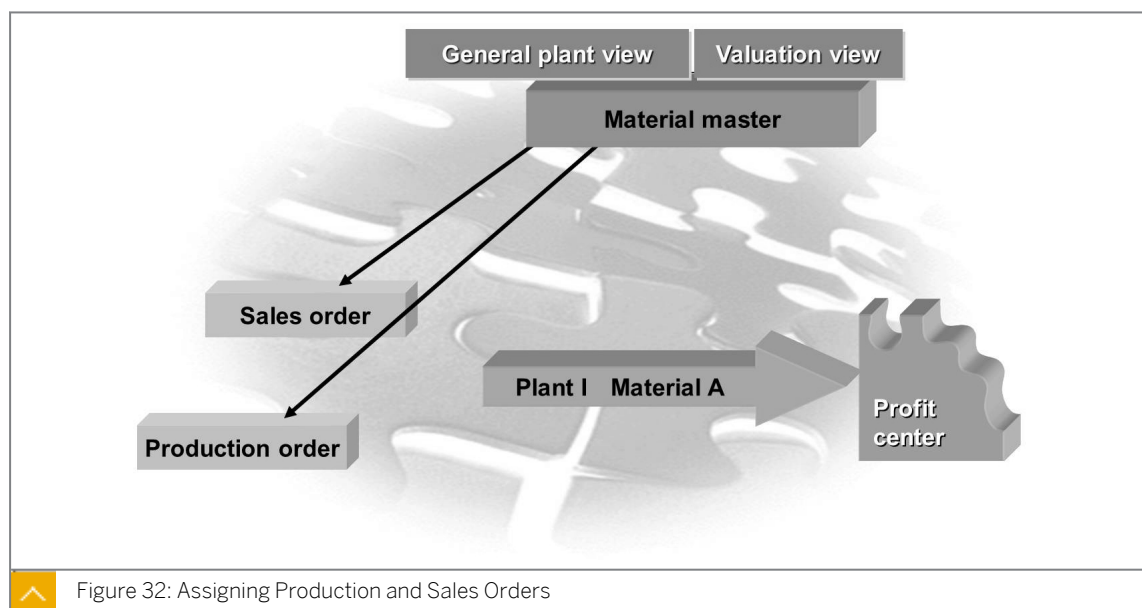 General plant view
Valuation view
Material master
Sales order
Plant I Material A
Profit
center
Production order
Figure 32: Assigning Production and Sales Orders